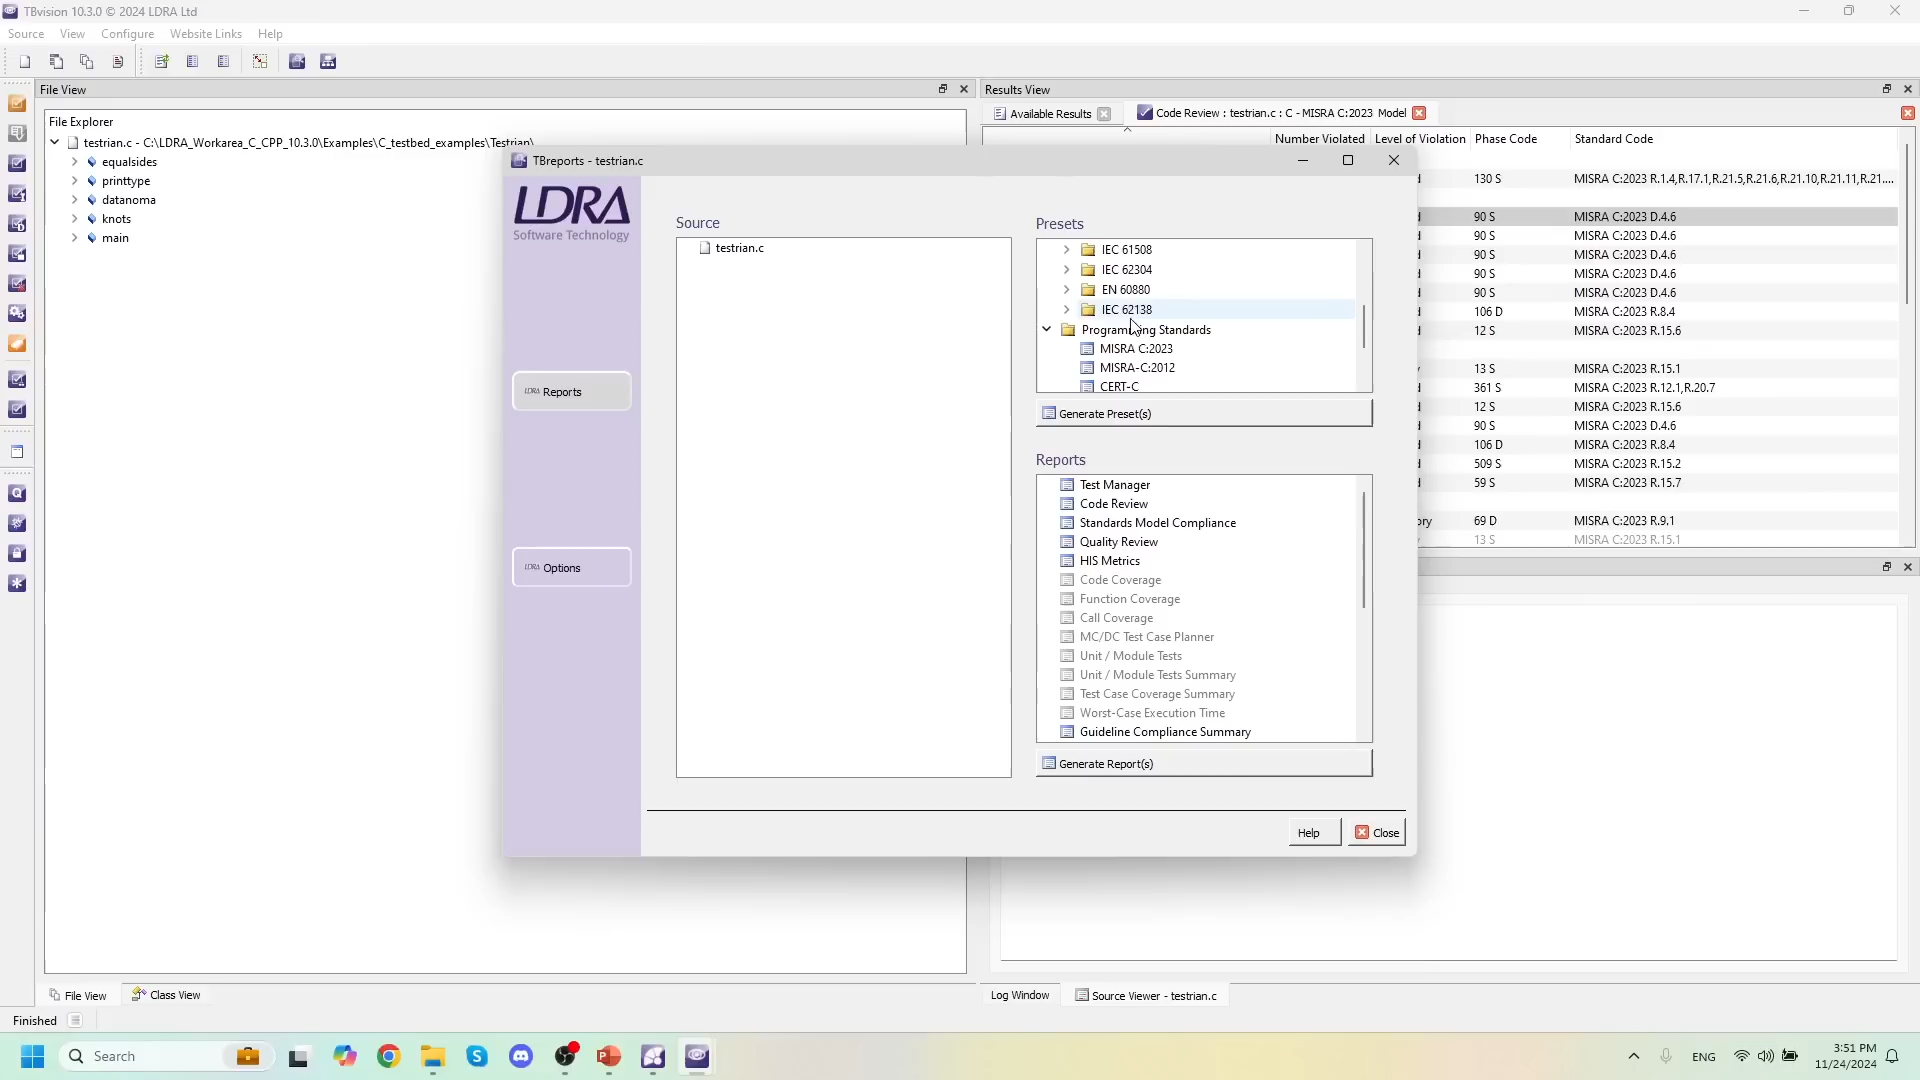 TBvision 10.3.0 © 2024 LDRA Ltd
Source View Configure Website Links Help
File View
File Explorer
testrian.c - C:\LDRA_Workarea_C_CPP_10.3.0\Examples\C_testbed_examples\Testrian\
equalsides
printtype
datanoma
knots
main
TBreports - testrian.c
LDRA
Software Technology
LDRA Reports
LDRA Options
Source
testrian.c
Presets
IEC 61508
IEC 62304
EN 60880
IEC 62138
Programming Standards
MISRA C:2023
MISRA-C:2012
CERT-C
Generate Preset(s)
Reports
Test Manager
Code Review
Standards Model Compliance
Quality Review
HIS Metrics
Code Coverage
Function Coverage
Call Coverage
MC/DC Test Case Planner
Unit / Module Tests
Unit / Module Tests Summary
Test Case Coverage Summary
Worst-Case Execution Time
Guideline Compliance Summary
Generate Report(s)
Help Close
Results View
Available Results Code Review : testrian.c : C - MISRA C:2023 Model
Number Violated Level of Violation Phase Code Standard Code
130 S MISRA C:2023 R.1.4,R.17.1,R.21.5,R.21.6,R.21.10,R.21.11,R.21....
90 S MISRA C:2023 D.4.6
90 S MISRA C:2023 D.4.6
90 S MISRA C:2023 D.4.6
90 S MISRA C:2023 D.4.6
90 S MISRA C:2023 D.4.6
106 D MISRA C:2023 R.8.4
12 S MISRA C:2023 R.15.6
13 S MISRA C:2023 R.15.1
361 S MISRA C:2023 R.12.1,R.20.7
12 S MISRA C:2023 R.15.6
90 S MISRA C:2023 D.4.6
106 D MISRA C:2023 R.8.4
509 S MISRA C:2023 R.15.2
59 S MISRA C:2023 R.15.7
ory 69 D MISRA C:2023 R.9.1
13 S MISRA C:2023 R.15.1
File View Class View
Log Window Source Viewer - testrian.c
Finished
Search
ENG
3:51 PM
11/24/2024